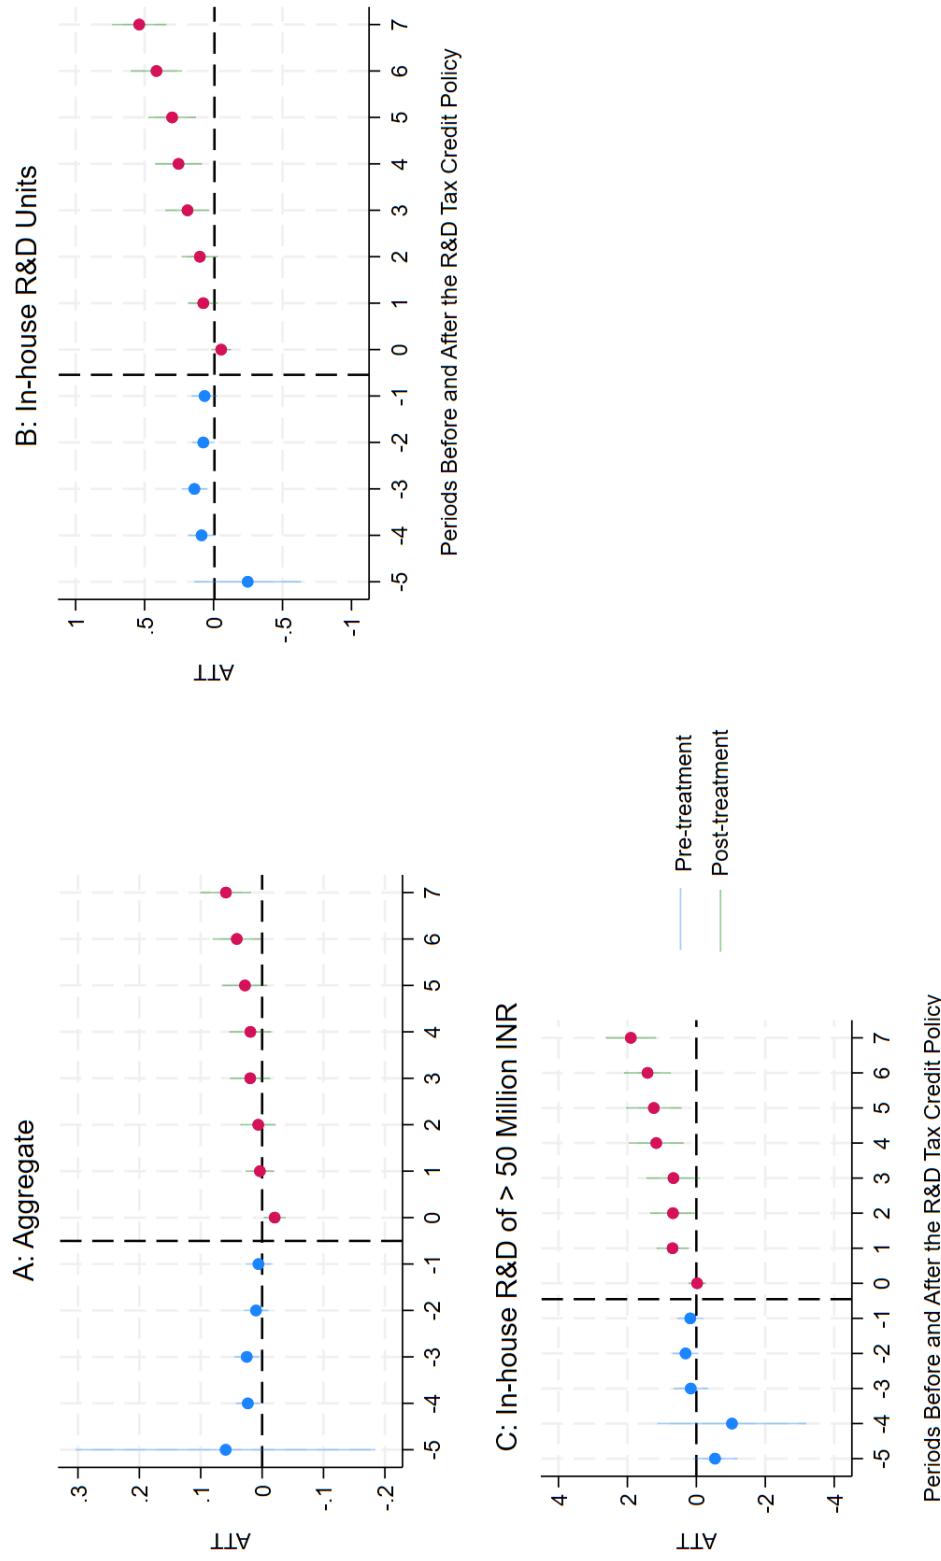 A: Aggregate
ATT
.3
.2
.1
0
-.1
-.2
-5 -4 -3 -2 -1 0 1 2 3 4 5 6 7
B: In-house R&D Units
ATT
1
.5
0
-.5
-1
-5 -4 -3 -2 -1 0 1 2 3 4 5 6 7
Periods Before and After the R&D Tax Credit Policy
C: In-house R&D of > 50 Million INR
ATT
4
2
0
-2
-4
-5 -4 -3 -2 -1 0 1 2 3 4 5 6 7
Periods Before and After the R&D Tax Credit Policy
Pre-treatment
Post-treatment